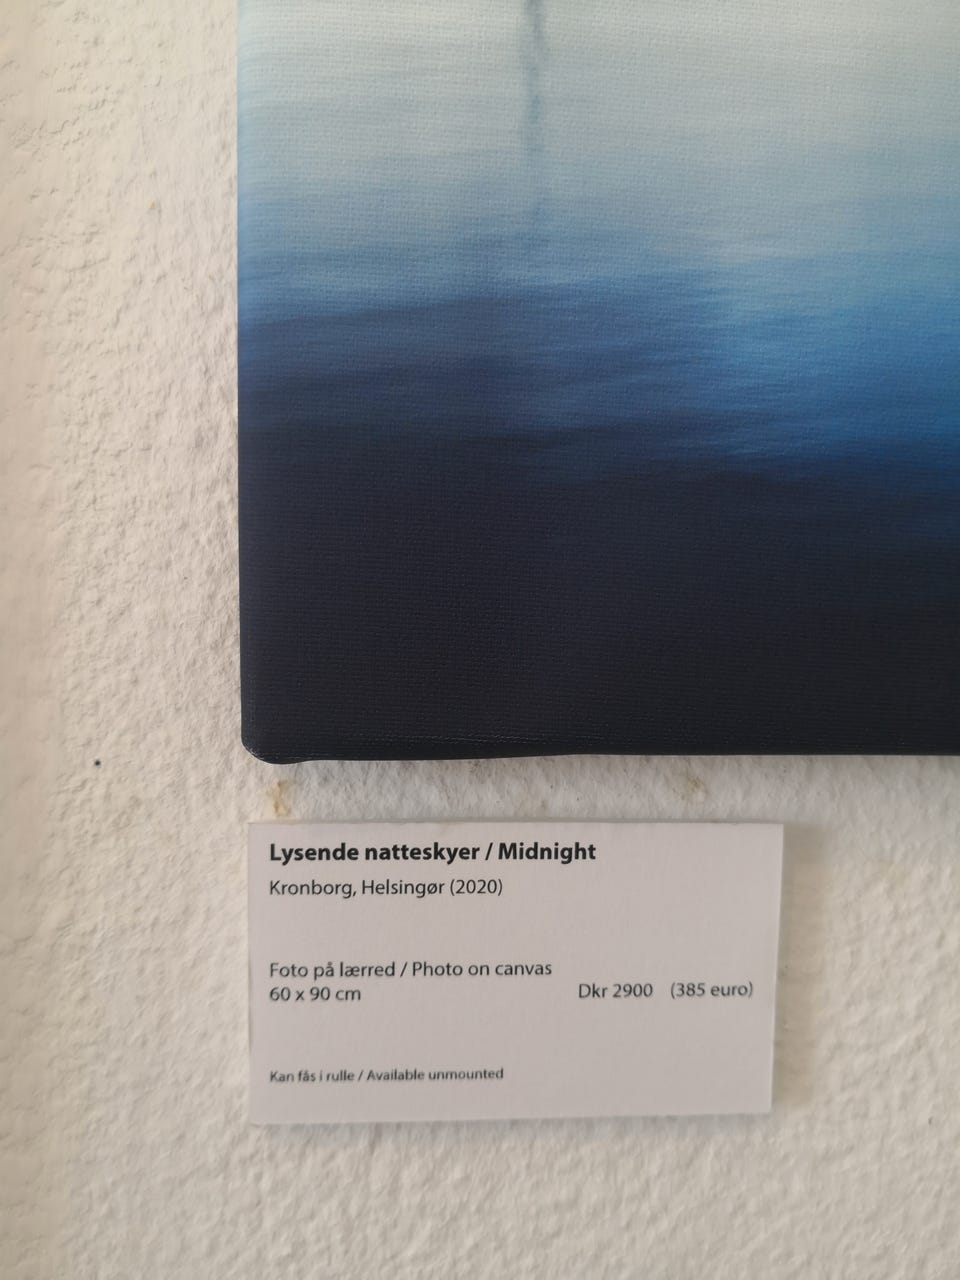 Lysende natteskyer / Midnight
Kronborg, Helsingør (2020)
Foto på lærred / Photo on canvas
60 x 90 cm Dkr 2900 (385 euro)
Kan fås i rulle / Available unmounted